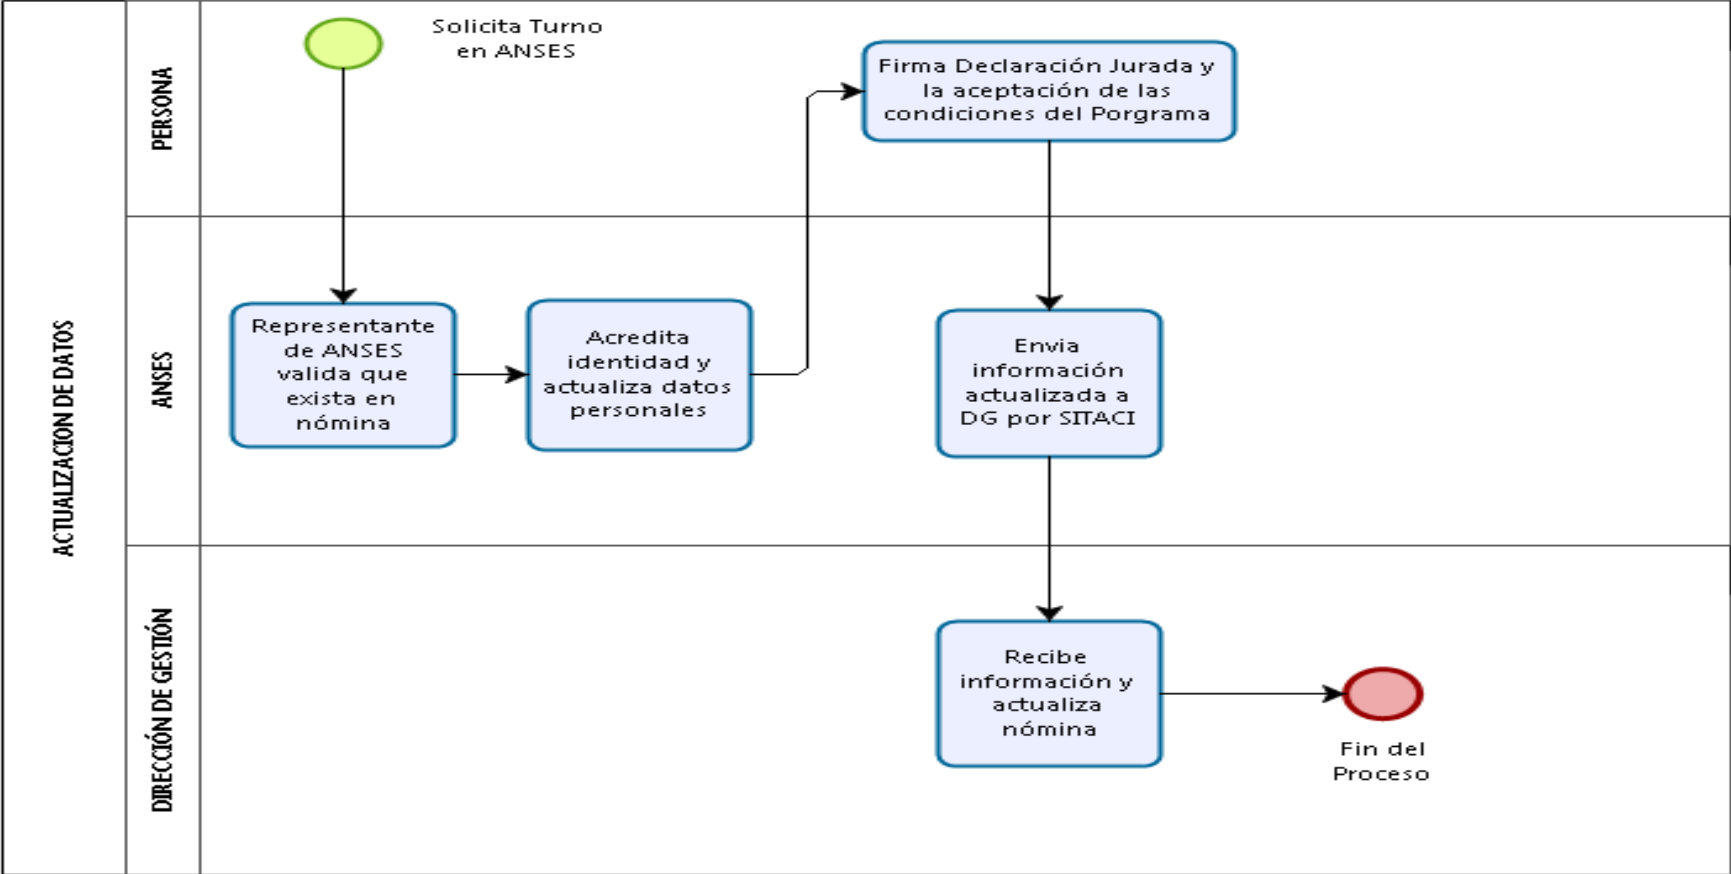 ACTUALIZACION DE DATOS
PERSONA
Solicita Turno
en ANSES
Firma Declaración Jurada y
la aceptación de las
condiciones del Porgrama
ANSES
Representante
de ANSES
valida que
exista en
nómina
Acredita
identidad y
actualiza datos
personales
Envia
información
actualizada a
DG por SITACI
DIRECCIÓN DE GESTIÓN
Recibe
información y
actualiza
nómina
Fin del
Proceso